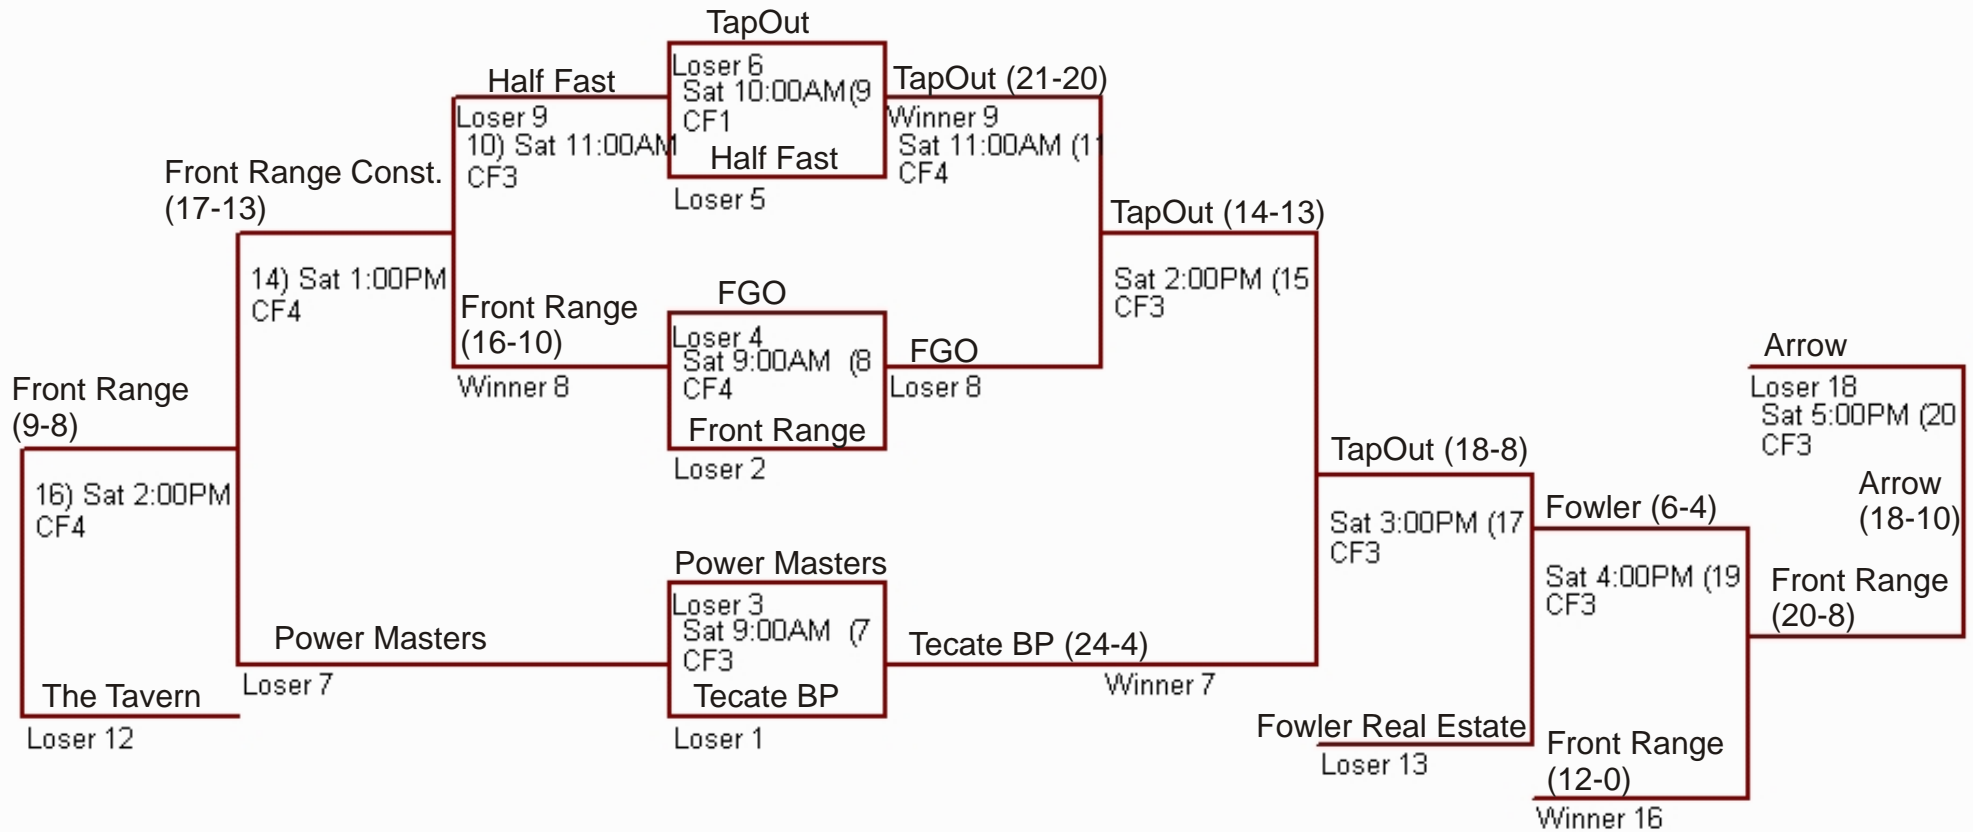 TapOut
Loser 6
Sat 10:00AM(9
CF1
Half Fast
Loser 5
Half Fast
Loser 9
10) Sat 11:00AM
CF3
TapOut (21-20)
Winner 9
Sat 11:00AM (11
CF4
Front Range Const.
(17-13)
14) Sat 1:00PM
CF4
Front Range
(16-10)
Winner 8
FGO
Loser 4
Sat 9:00AM (8
CF4
Front Range
Loser 2
FGO
Loser 8
TapOut (14-13)
Sat 2:00PM (15
CF3
Front Range
(9-8)
16) Sat 2:00PM
CF4
The Tavern
Loser 12
Power Masters
Loser 7
Power Masters
Loser 3
Sat 9:00AM (7
CF3
Tecate BP
Loser 1
Tecate BP (24-4)
Winner 7
TapOut (18-8)
Sat 3:00PM (17
CF3
Fowler Real Estate
Loser 13
Fowler (6-4)
Sat 4:00PM (19
CF3
Front Range
(12-0)
Winner 16
Arrow
Loser 18
Sat 5:00PM (20
CF3
Arrow
(18-10)
Front Range
(20-8)